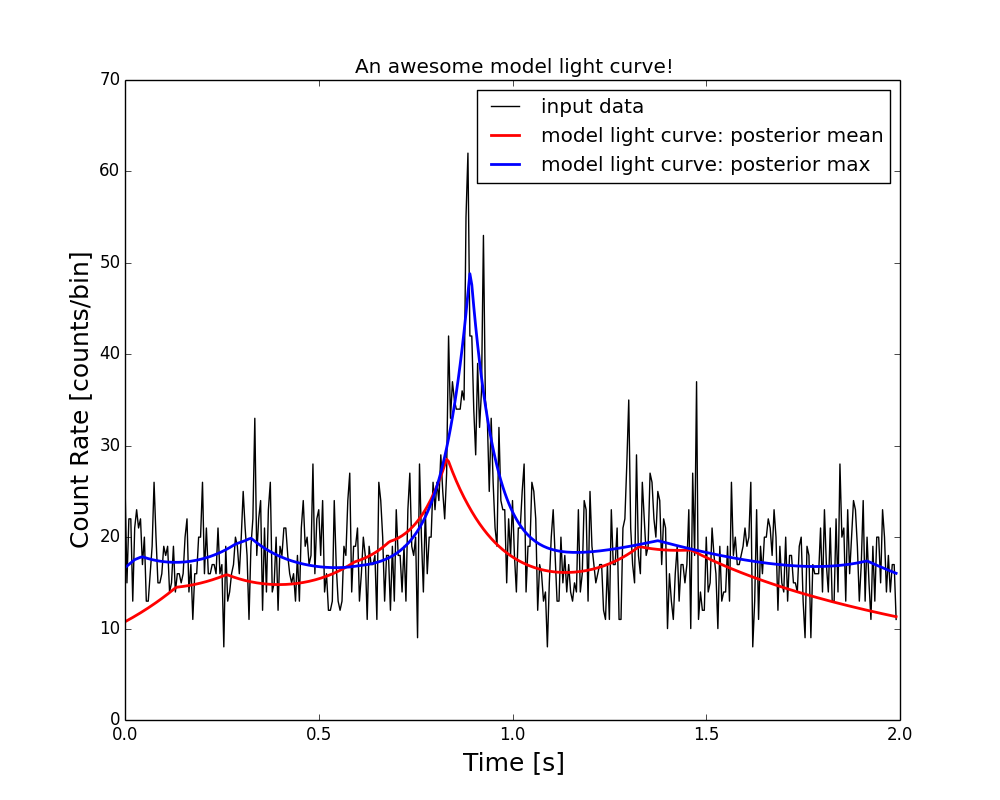 An awesome model light curve!
70
60
50
40
30
20
10
0
Count Rate [counts/bin]
input data
model light curve: posterior mean
model light curve: posterior max
0.0 0.5 1.0 1.5 2.0
Time [s]